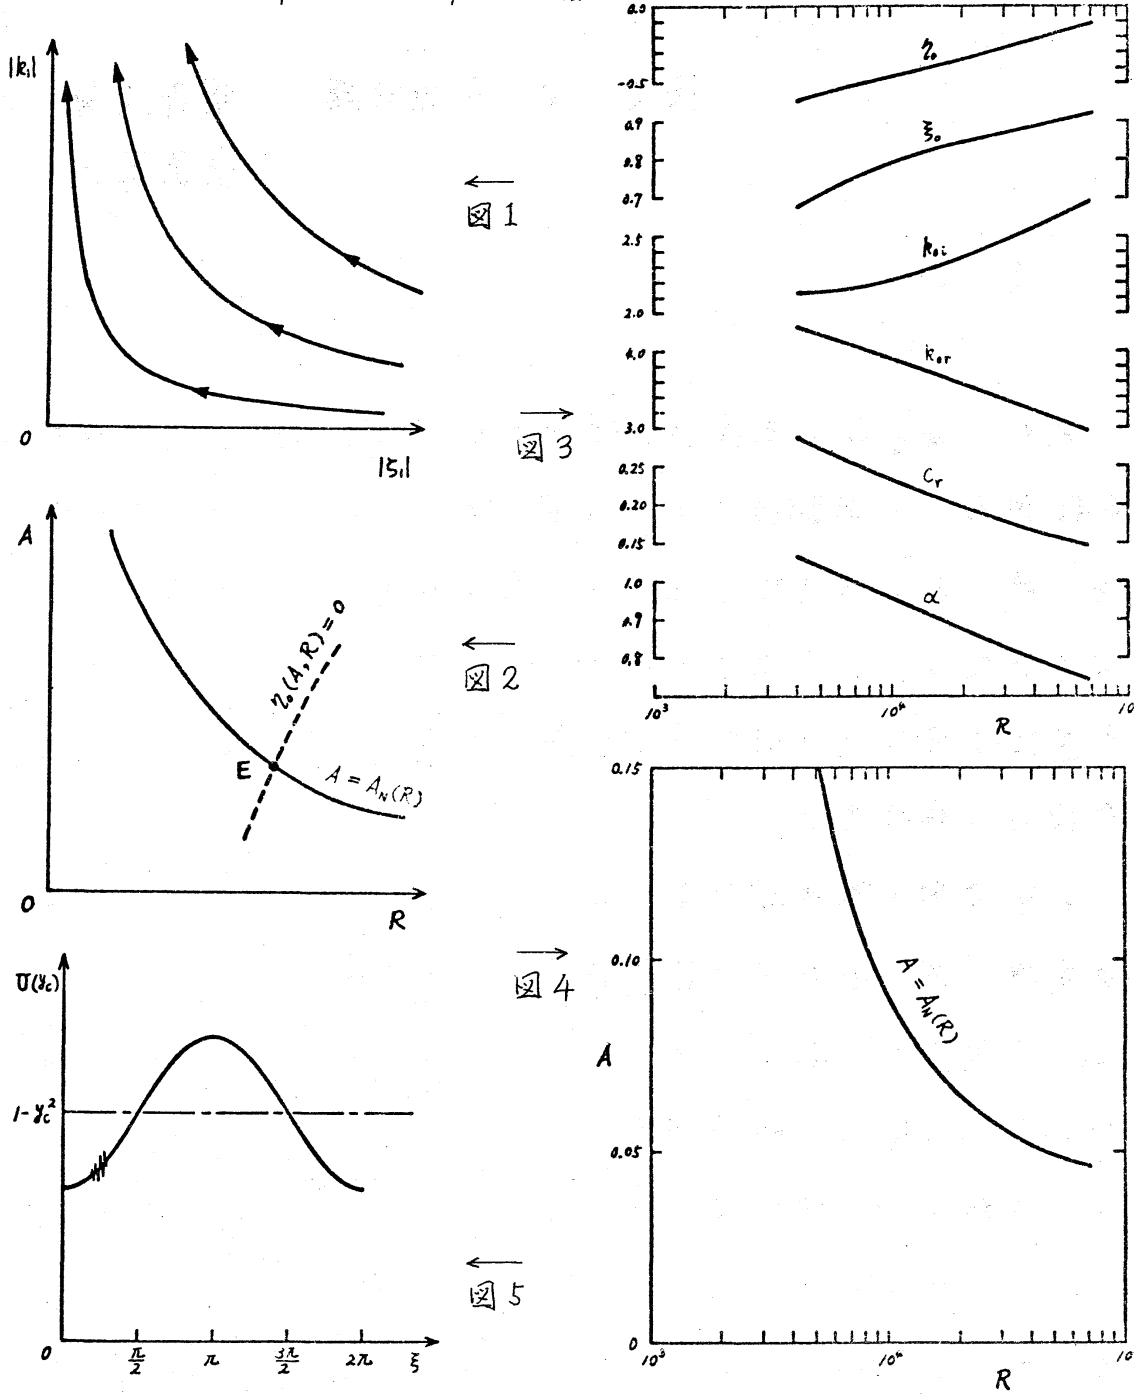 |k₁|
0
|ξ₁|
← 図1
→ 図3
A
η₀(A,R)=0
E
A = A_N(R)
0
R
← 図2
U(y_c)
1-y_c²
0
π/2
π
3π/2
2π
ξ
→ 図4
← 図5
0.0
η₀
-0.5
0.9
ξ₀
0.8
0.7
2.5
k₀ᵢ
2.0
4.0
k₀ᵣ
3.0
0.25
Cᵣ
0.20
0.15
1.0
α
0.9
0.8
10³
10⁴
10
R
0.15
0.10
A = A_N(R)
A
0.05
0
10³
10⁴
10
R